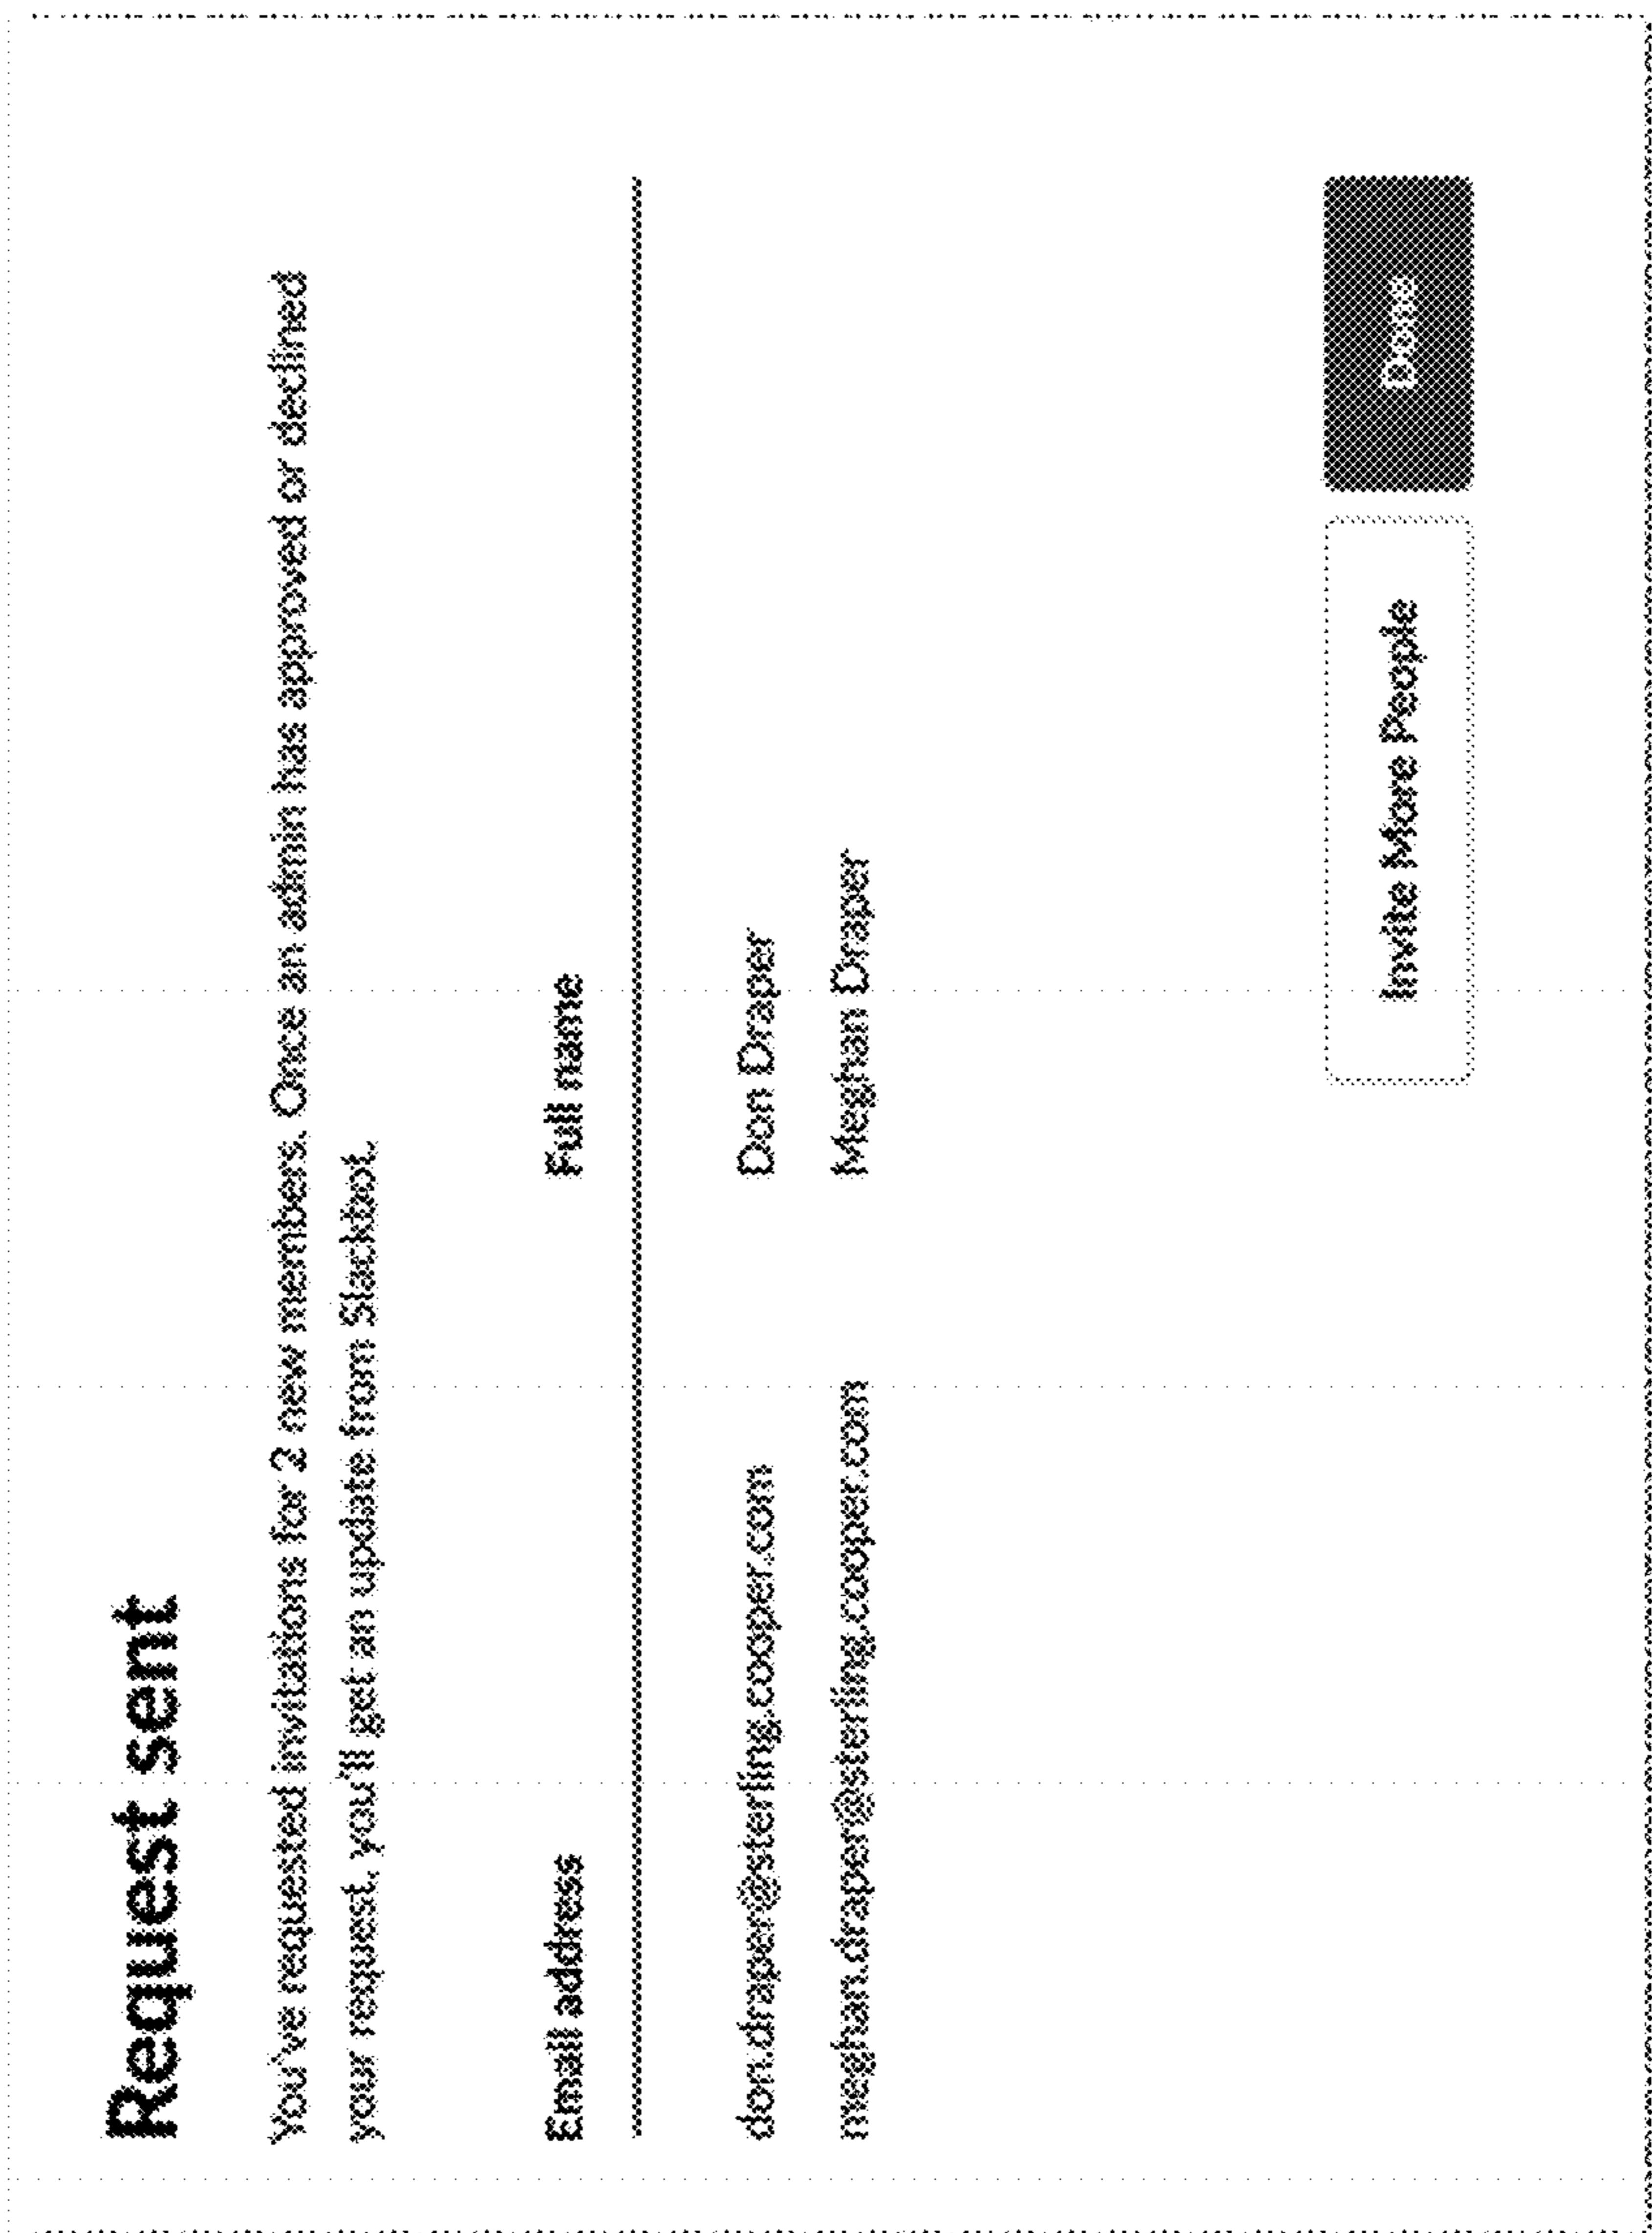 Request sent
You've requested invitations for 2 new members. Once an admin has approved or declined
your request, you'll get an update from Slackbot.
Email address Full name
don.draper@sterling.cooper.com Don Draper
meghan.draper@sterling.cooper.com Meghan Draper
Invite More People Done